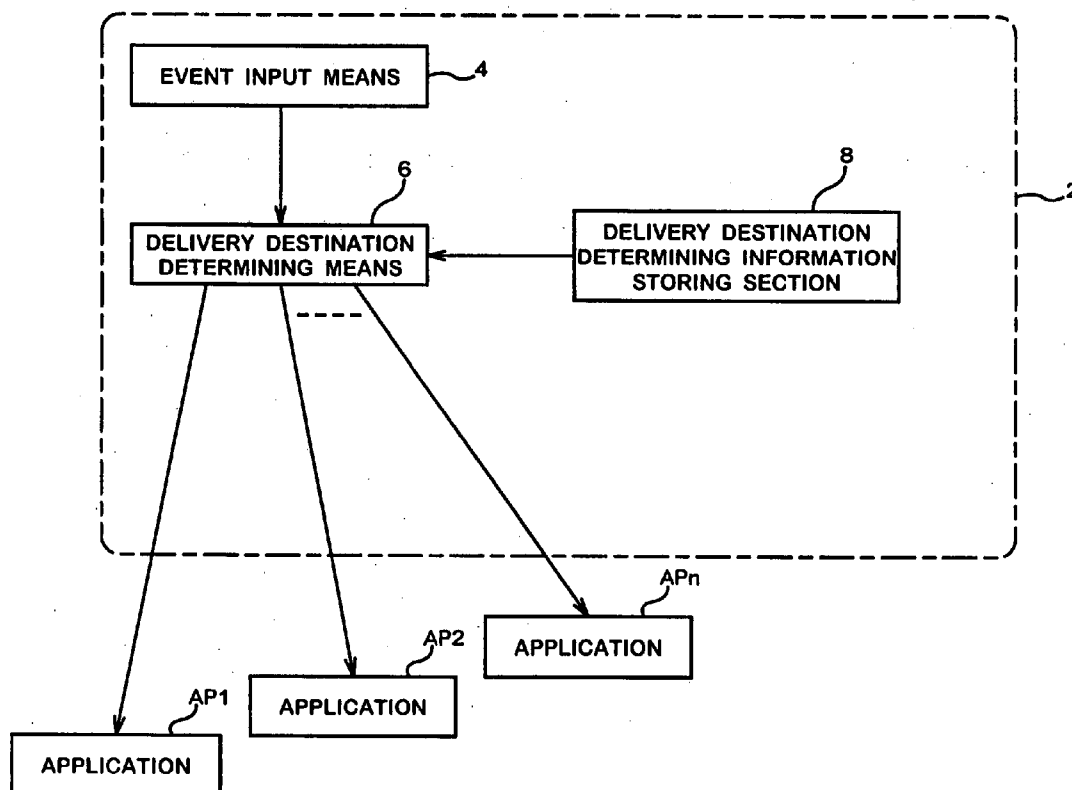 EVENT INPUT MEANS
4
6
8
2
DELIVERY DESTINATION
DETERMINING MEANS
DELIVERY DESTINATION
DETERMINING INFORMATION
STORING SECTION
APn
APPLICATION
AP2
APPLICATION
AP1
APPLICATION